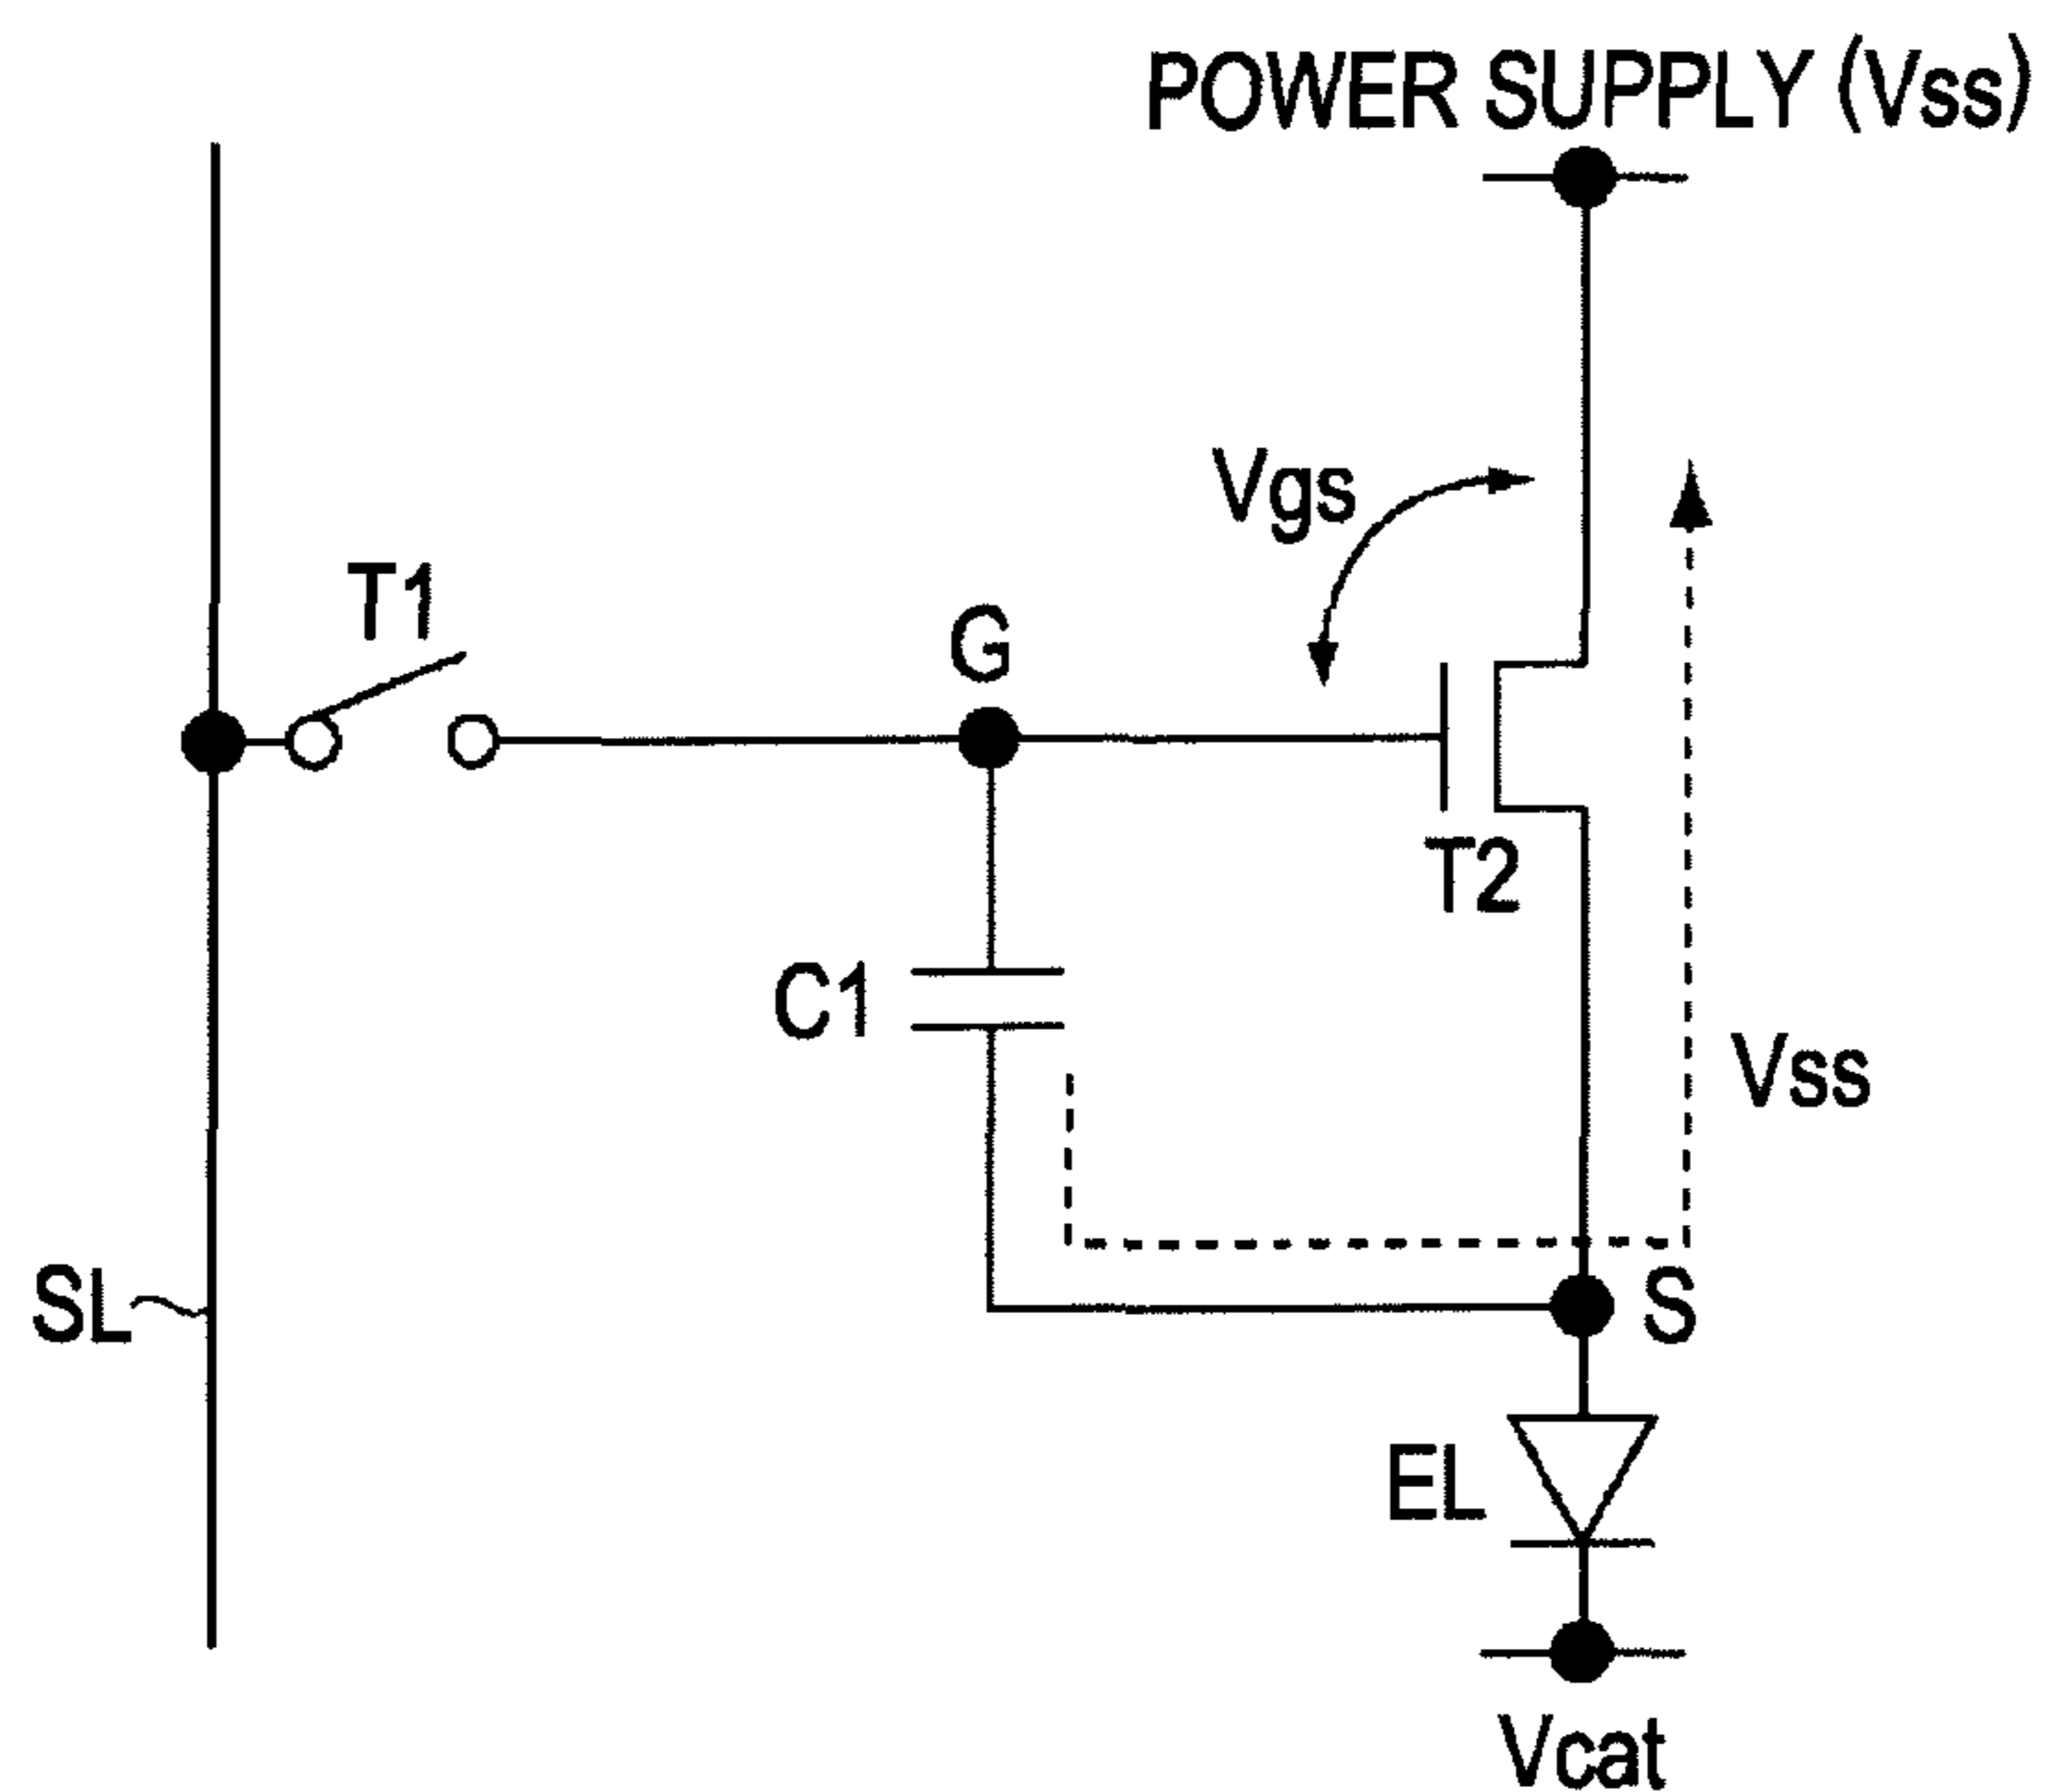 POWER SUPPLY (Vss)
Vgs
T1
G
T2
C1
Vss
SL
S
EL
Vcat